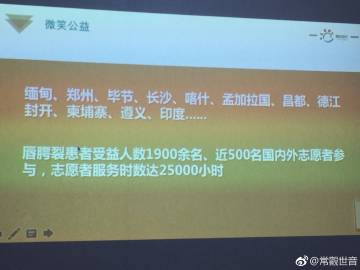 微笑公益
缅甸、郑州、毕节、长沙、喀什、孟加拉国、昌都、德江
封开、柬埔寨、遵义、印度......
唇腭裂患者受益人数1900余名、近500名国内外志愿者参
与，志愿者服务时数达25000小时
@常觀世音